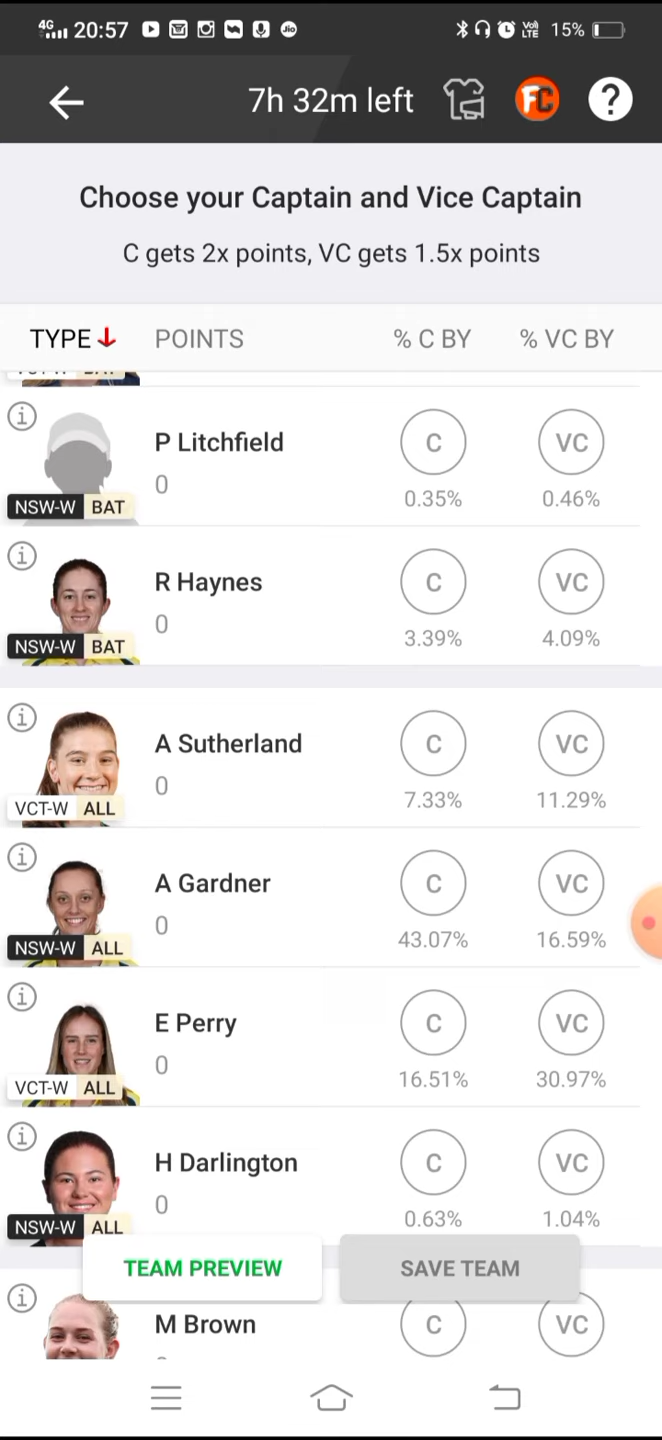 4G 20:57 Jio VoI) LTE 15%
7h 32m left FC ?
Choose your Captain and Vice Captain
C gets 2x points, VC gets 1.5x points
TYPE POINTS % C BY % VC BY
P Litchfield C VC
0 0.35% 0.46%
NSW-W BAT
R Haynes C VC
0 3.39% 4.09%
NSW-W BAT
A Sutherland C VC
0 7.33% 11.29%
VCT-W ALL
A Gardner C VC
0 43.07% 16.59%
NSW-W ALL
E Perry C VC
0 16.51% 30.97%
VCT-W ALL
H Darlington C VC
0 0.63% 1.04%
NSW-W ALL
TEAM PREVIEW SAVE TEAM
M Brown C VC